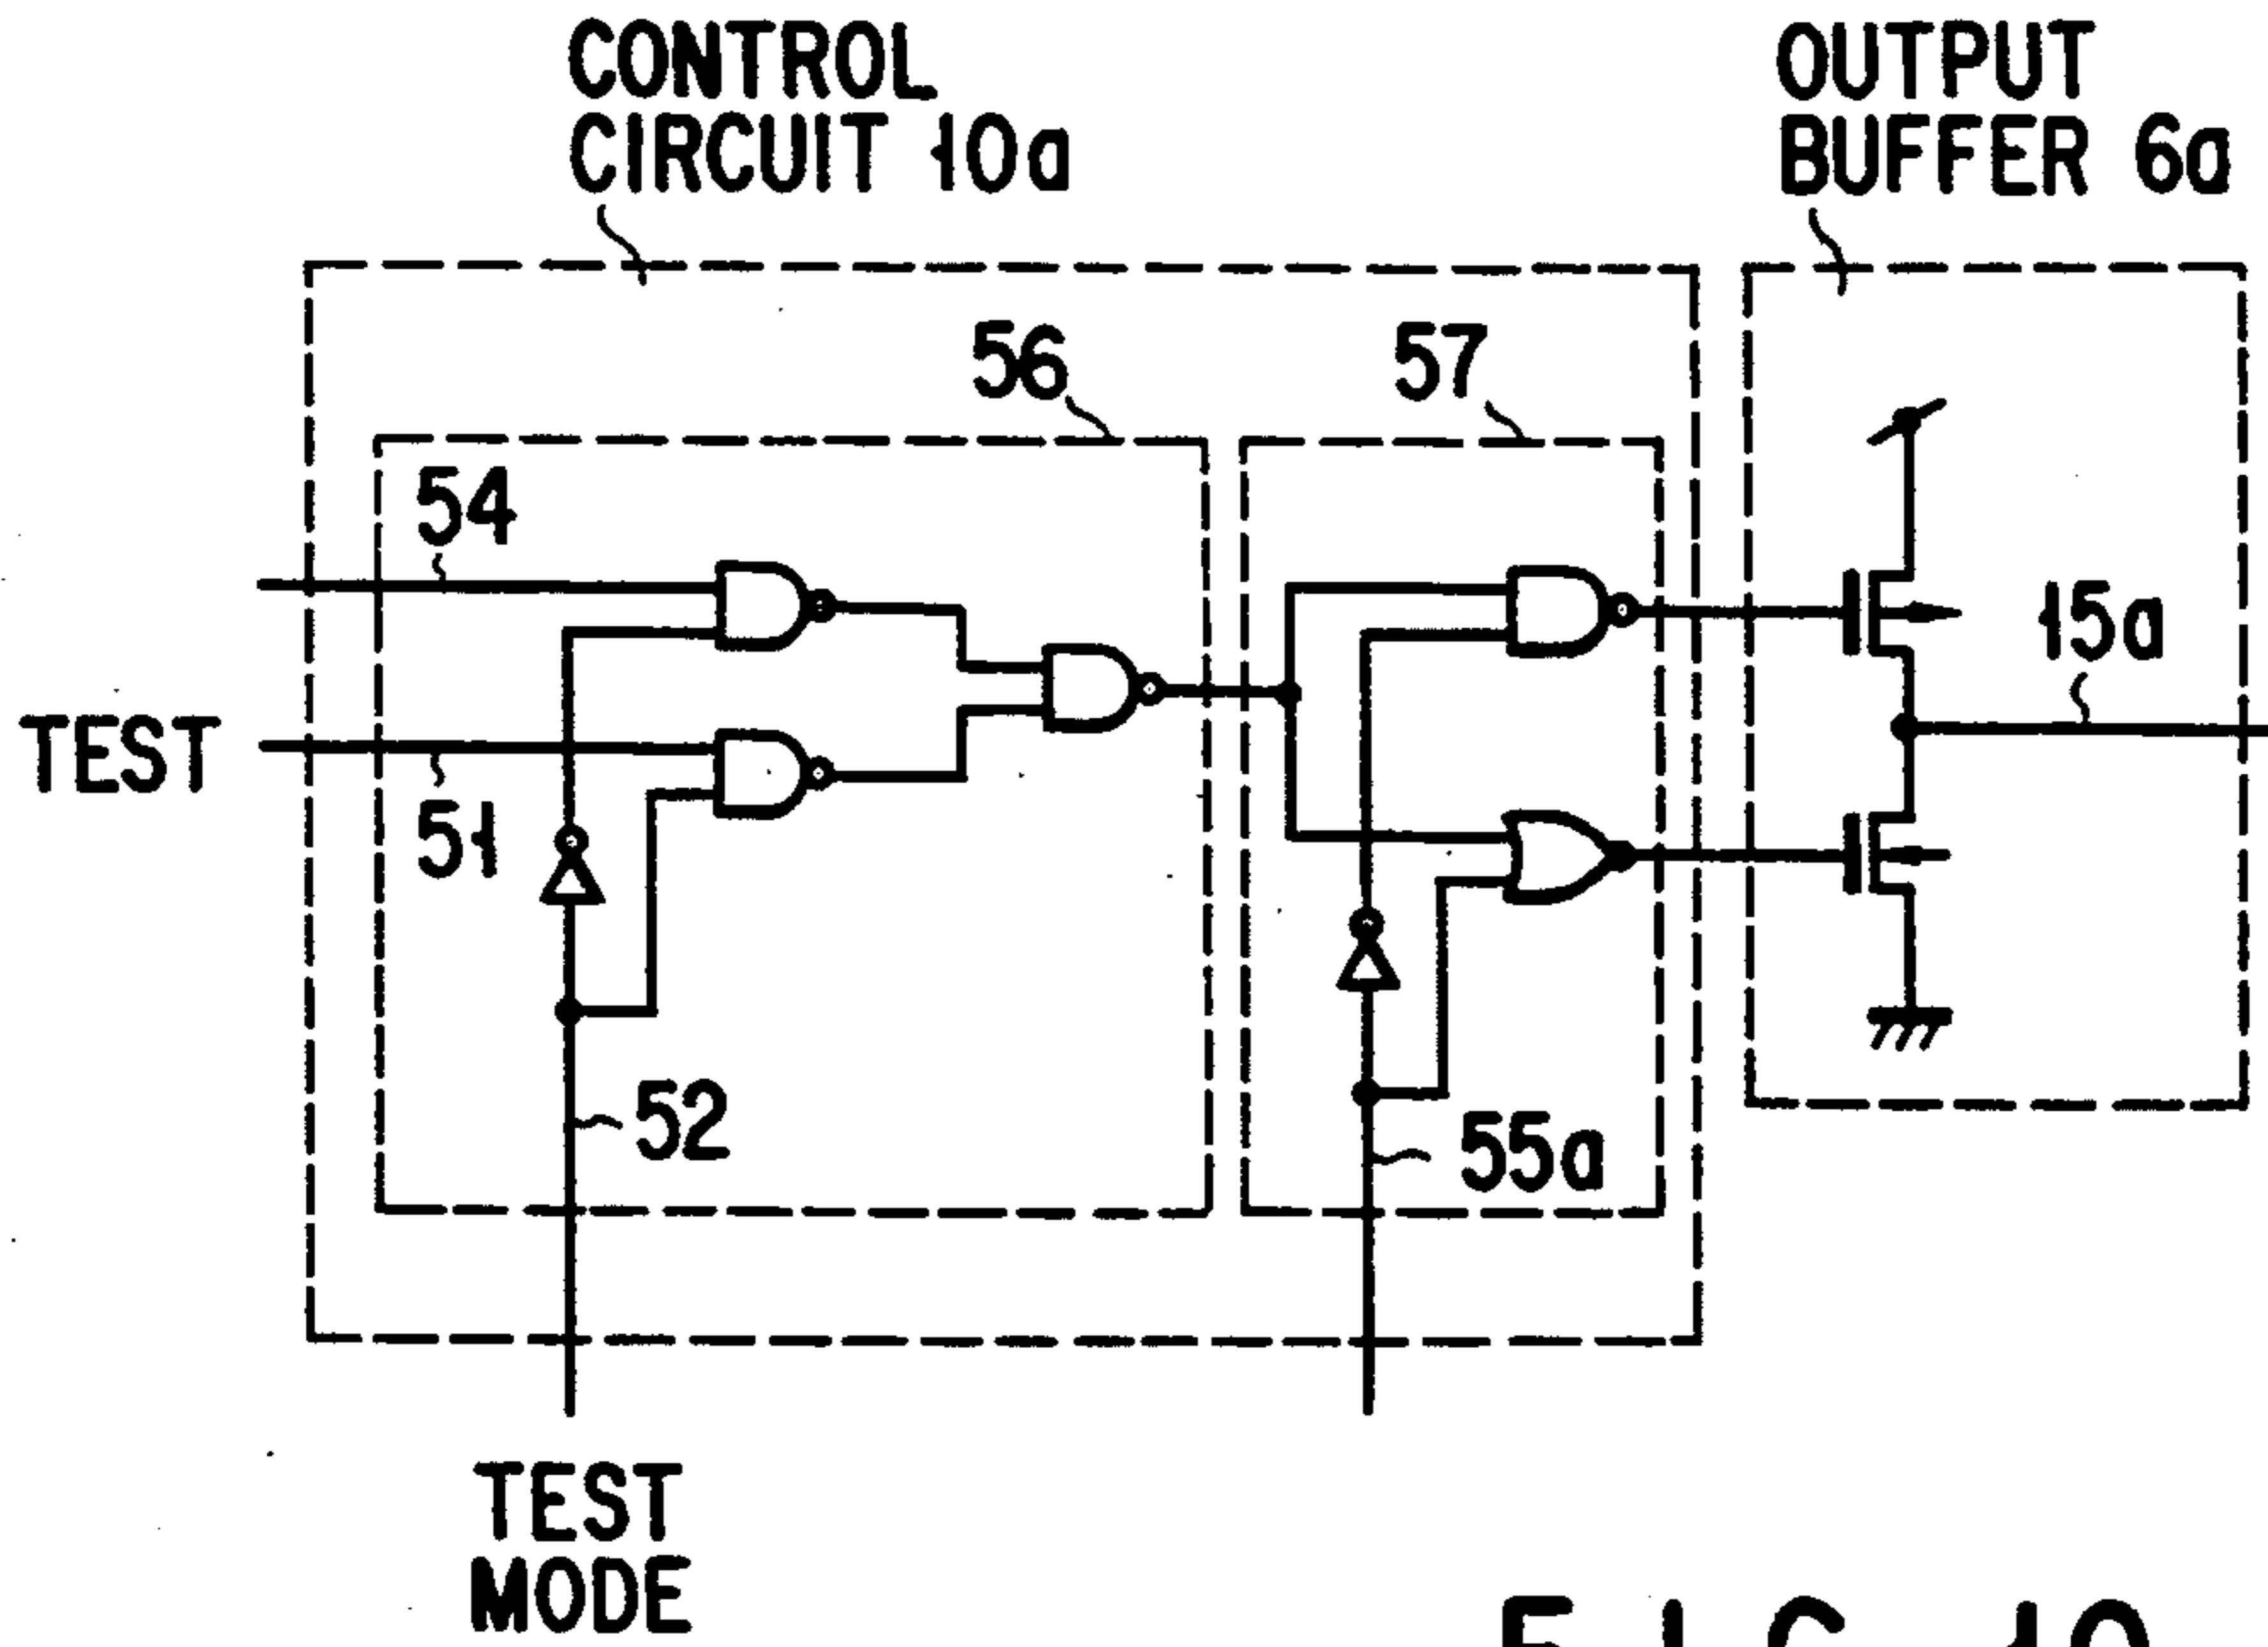 CONTROL
CIRCUIT 10a
OUTPUT
BUFFER 6a
56
57
54
15a
TEST
51
52
55a
TEST
MODE